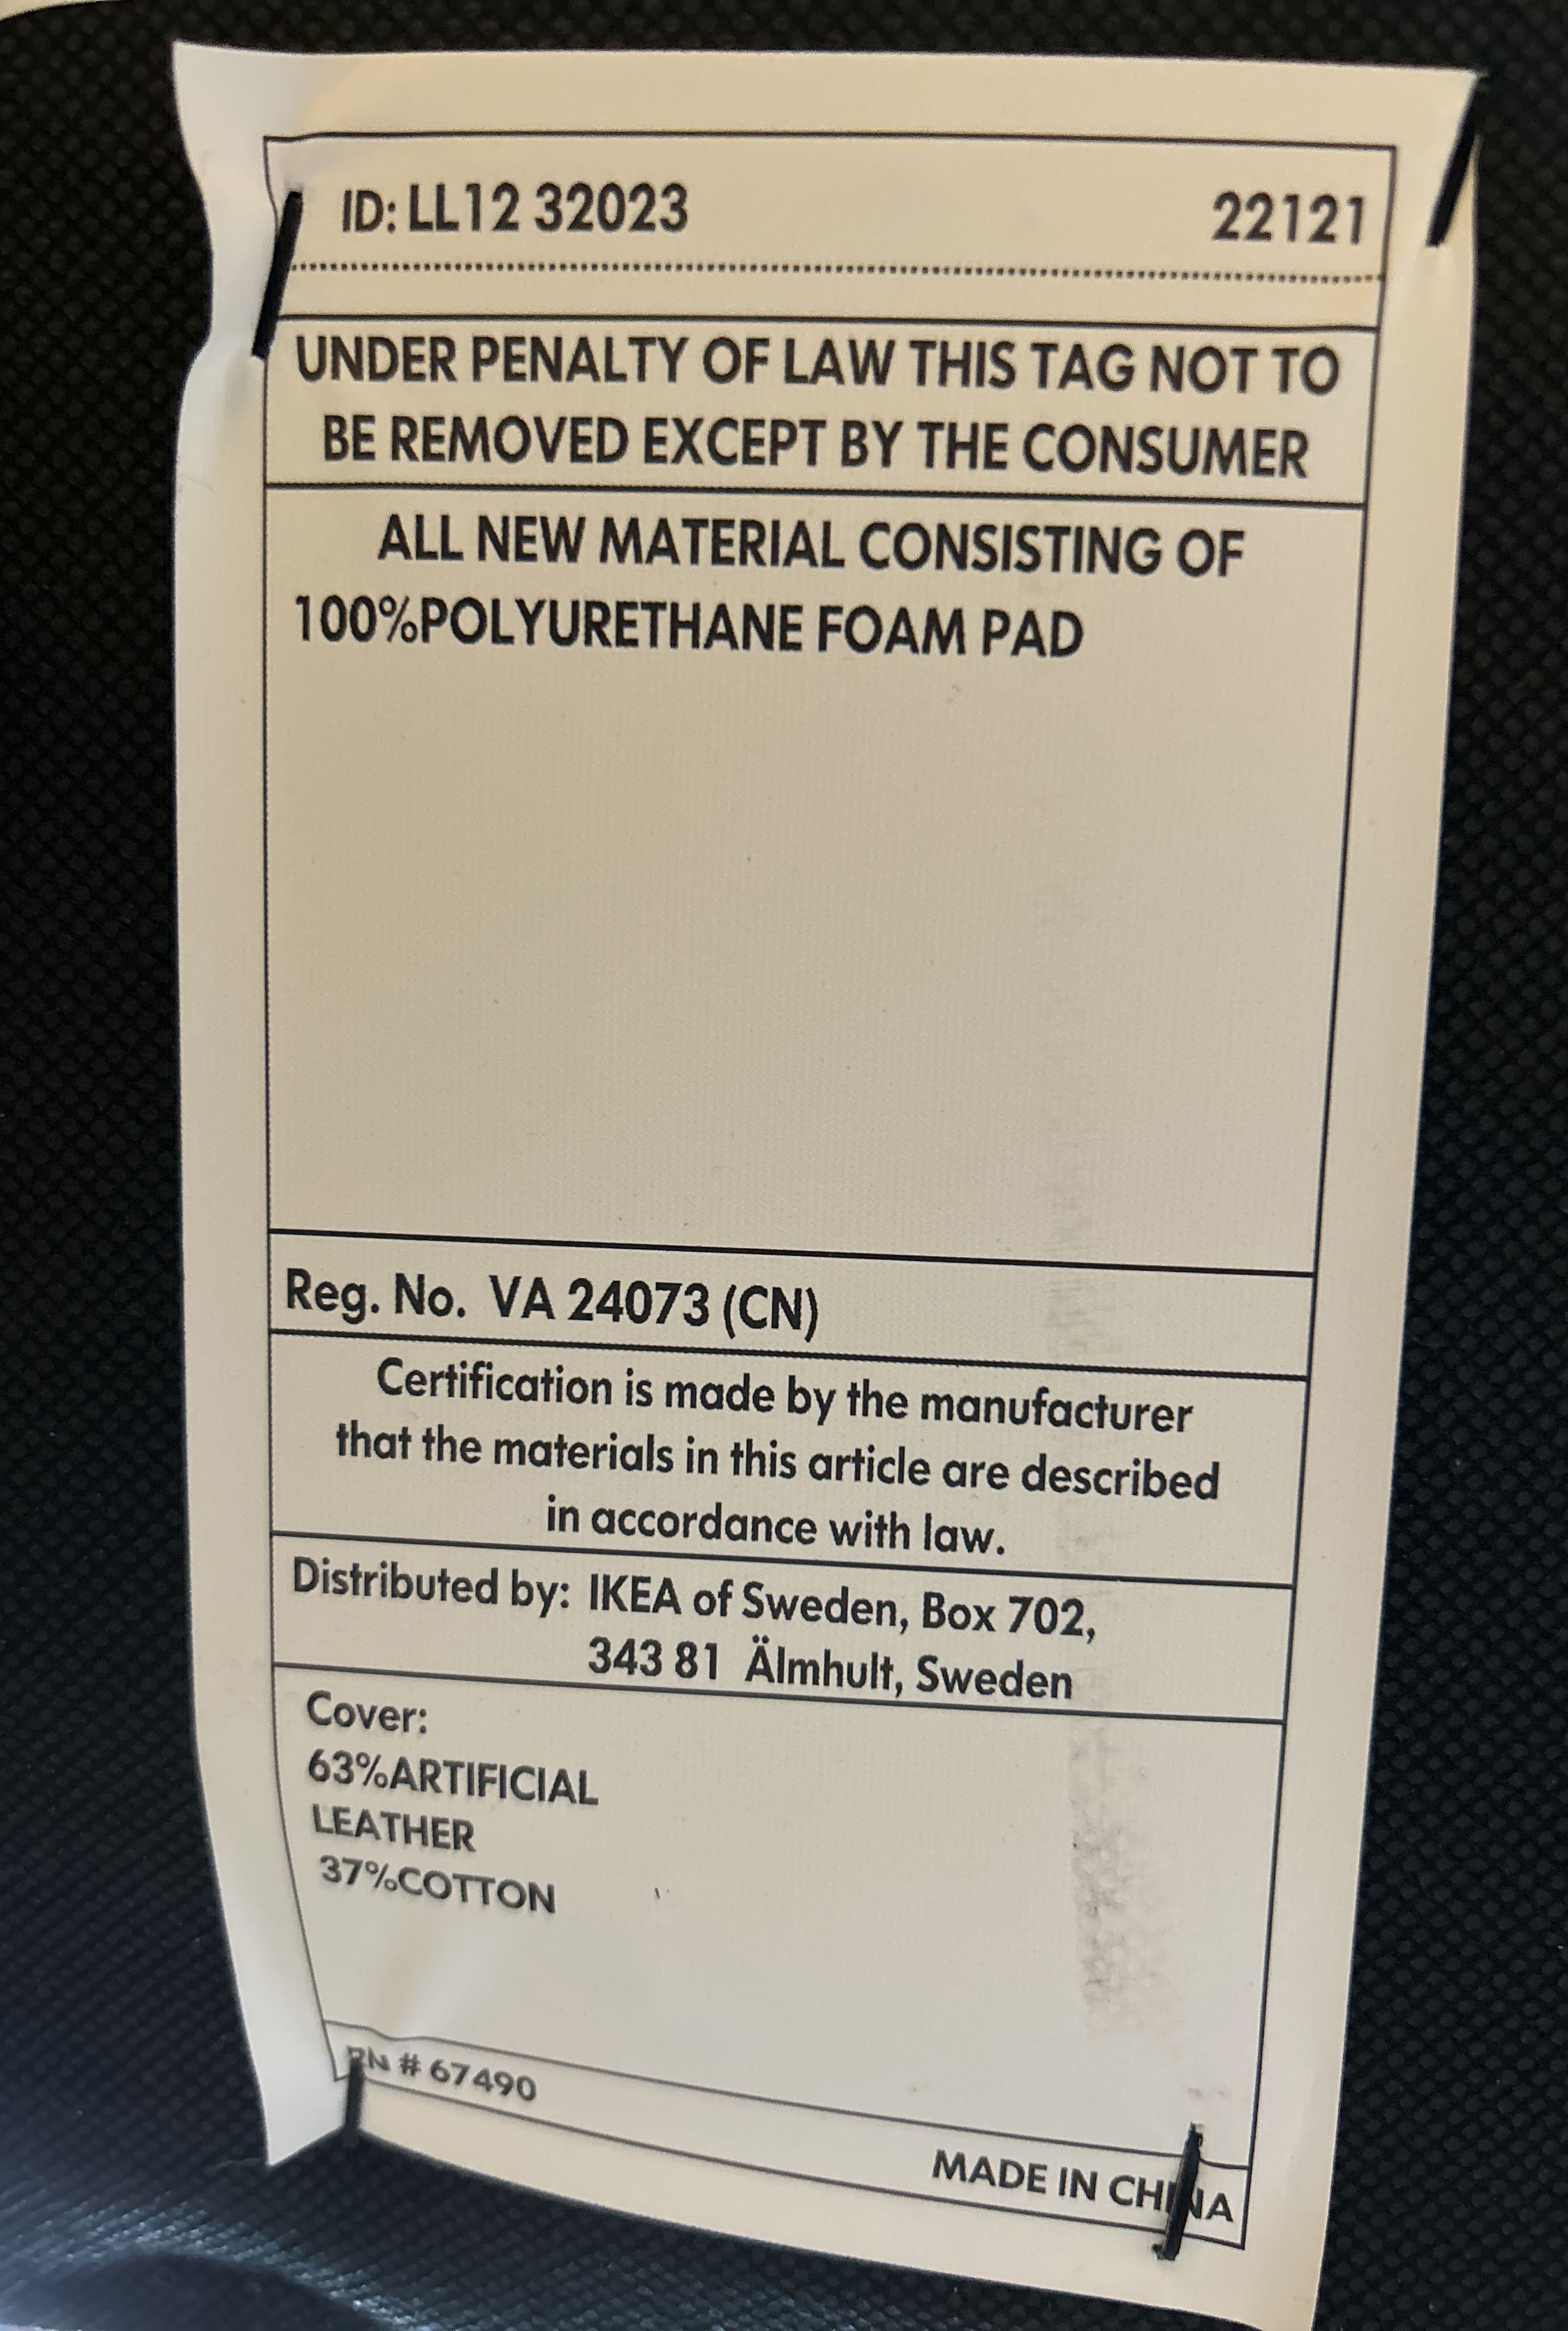 ID: LL12 32023 22121
UNDER PENALTY OF LAW THIS TAG NOT TO
BE REMOVED EXCEPT BY THE CONSUMER
ALL NEW MATERIAL CONSISTING OF
100%POLYURETHANE FOAM PAD
Reg. No. VA 24073 (CN)
Certification is made by the manufacturer
that the materials in this article are described
in accordance with law.
Distributed by: IKEA of Sweden, Box 702,
343 81 Älmhult, Sweden
Cover:
63%ARTIFICIAL
LEATHER
37%COTTON
RN # 67490
MADE IN CHINA